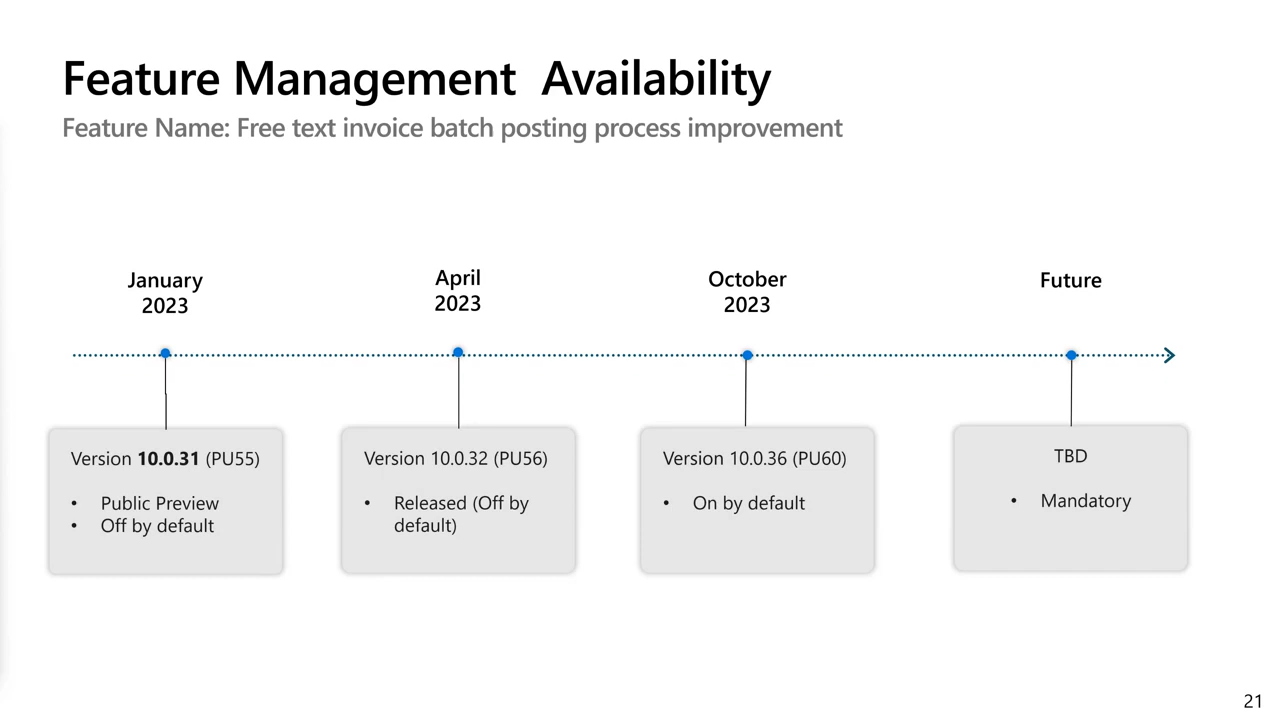 Feature Management  Availability
Feature Name: Free text invoice batch posting process improvement
January
2023
April
2023
October
2023
Future
Version 10.0.31 (PU55)
• Public Preview
• Off by default
Version 10.0.32 (PU56)
• Released (Off by
default)
Version 10.0.36 (PU60)
• On by default
TBD
• Mandatory
21